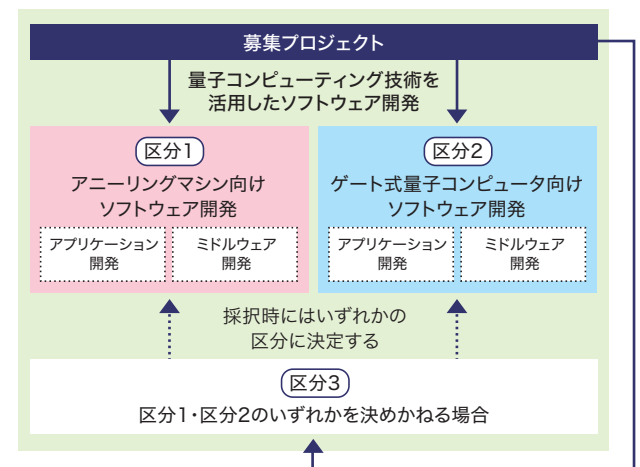 募集プロジェクト
量子コンピューティング技術を
活用したソフトウェア開発
区分1
アニーリングマシン向け
ソフトウェア開発
アプリケーション
開発
ミドルウェア
開発
区分2
ゲート式量子コンピュータ向け
ソフトウェア開発
アプリケーション
開発
ミドルウェア
開発
採択時にはいずれかの
区分に決定する
区分3
区分1・区分2のいずれかを決めかねる場合